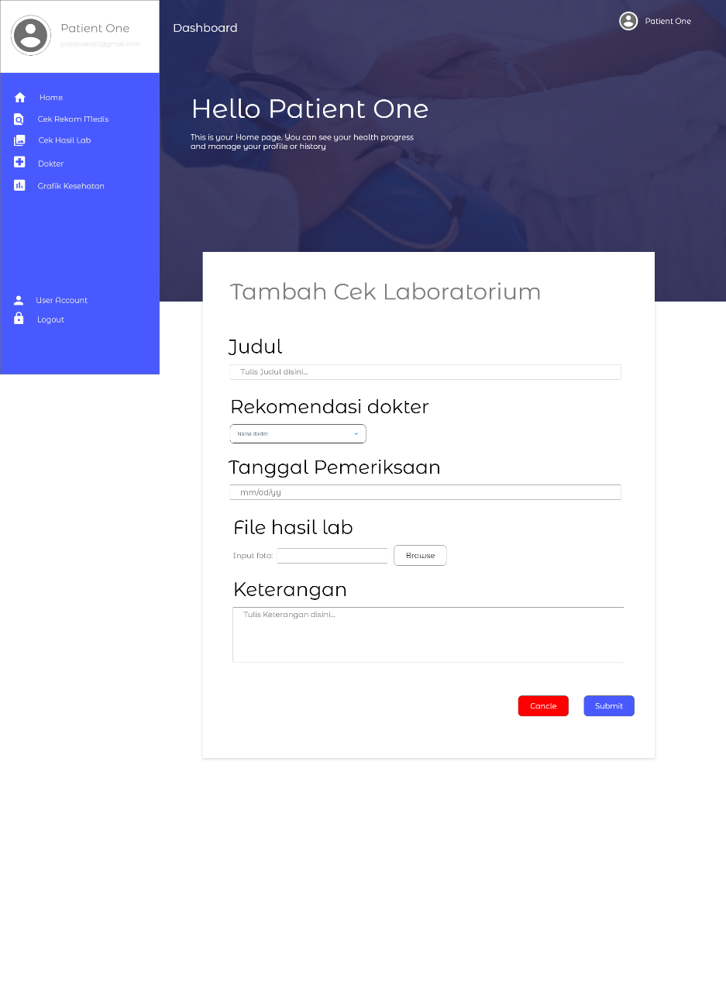 Patient One
patientemail@gmail.com
Home
Cek Rekam Medis
Cek Hasil Lab
Dokter
Grafik Kesehatan
User Account
Logout
Dashboard
Patient One
Hello Patient One
This is your Home page. You can see your health progress
and manage your profile or history
Tambah Cek Laboratorium
Judul
Tulis Judul disini...
Rekomendasi dokter
Nama dokter
Tanggal Pemeriksaan
mm/dd/yy
File hasil lab
Input foto:
Browse
Keterangan
Tulis Keterangan disini...
Cancle
Submit